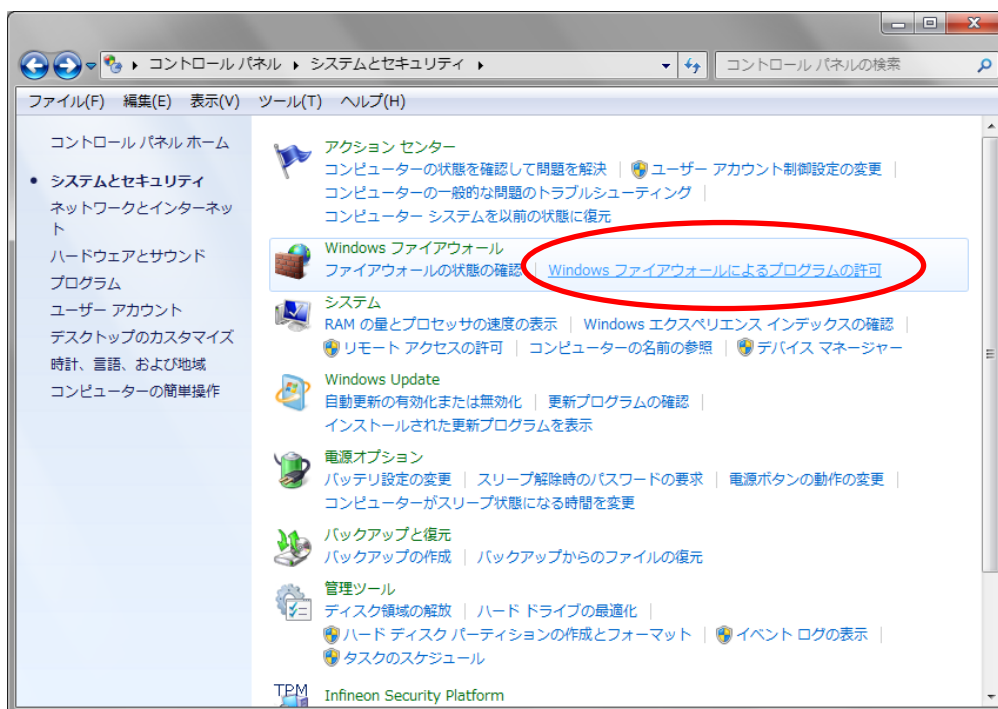 コントロール パネル ▸ システムとセキュリティ ▸
コントロール パネルの検索
ファイル(F) 編集(E) 表示(V) ツール(T) ヘルプ(H)
コントロール パネル ホーム
システムとセキュリティ
ネットワークとインターネッ
ト
ハードウェアとサウンド
プログラム
ユーザー アカウント
デスクトップのカスタマイズ
時計、言語、および地域
コンピューターの簡単操作
アクション センター
コンピューターの状態を確認して問題を解決 | ユーザー アカウント制御設定の変更 |
コンピューターの一般的な問題のトラブルシューティング |
コンピューター システムを以前の状態に復元
Windows ファイアウォール
ファイアウォールの状態の確認 | Windows ファイアウォールによるプログラムの許可
システム
RAM の量とプロセッサの速度の表示 | Windows エクスペリエンス インデックスの確認 |
リモート アクセスの許可 | コンピューターの名前の参照 | デバイス マネージャー
Windows Update
自動更新の有効化または無効化 | 更新プログラムの確認 |
インストールされた更新プログラムを表示
電源オプション
バッテリ設定の変更 | スリープ解除時のパスワードの要求 | 電源ボタンの動作の変更 |
コンピューターがスリープ状態になる時間を変更
バックアップと復元
バックアップの作成 | バックアップからのファイルの復元
管理ツール
ディスク領域の解放 | ハード ドライブの最適化 |
ハード ディスク パーティションの作成とフォーマット | イベント ログの表示 |
タスクのスケジュール
TPM
Infineon Security Platform